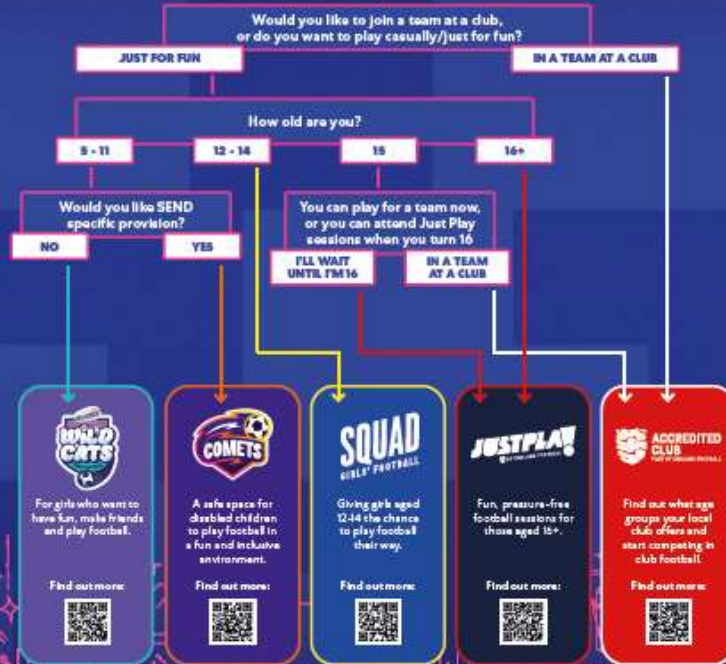 Would you like to join a team at a club,
or do you want to play casually/just for fun?
JUST FOR FUN
IN A TEAM AT A CLUB
How old are you?
5 - 11
12 - 14
15
16+
Would you like SEND
specific provision?
NO
YES
You can play for a team now,
or you can attend Just Play
sessions when you turn 16
I'LL WAIT
UNTIL I'M 16
IN A TEAM
AT A CLUB
WILD
CATS
For girls who want to
have fun, make friends
and play football.
Find out more:
COMETS
A safe space for
disabled children
to play football in
a fun and inclusive
environment.
Find out more:
SQUAD
GIRLS' FOOTBALL
Giving girls aged
12-14 the chance
to play football
their way.
Find out more:
JUSTPLAY
Fun, pressure-free
football sessions for
those aged 16+.
Find out more:
ACCREDITED
CLUB
Find out what age
groups your local
club offers and
start competing in
club football.
Find out more: